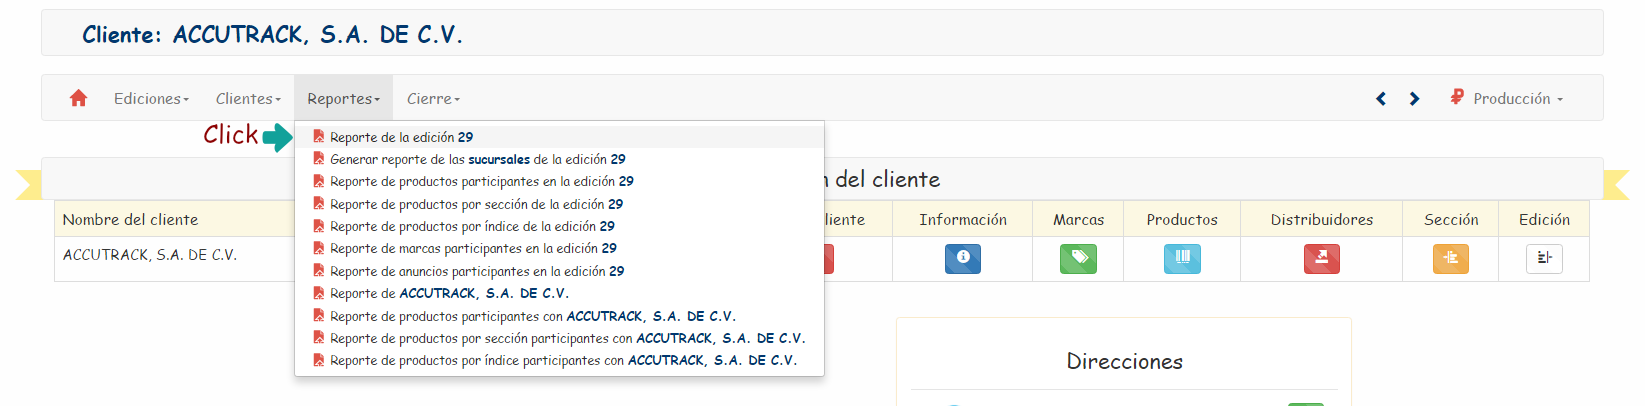 Cliente: ACCUTRACK, S.A. DE C.V.
Ediciones Clientes Reportes Cierre Producción
Click
Reporte de la edición 29
Generar reporte de las sucursales de la edición 29
Reporte de productos participantes en la edición 29
Reporte de productos por sección de la edición 29
Reporte de productos por índice de la edición 29
Reporte de marcas participantes en la edición 29
Reporte de anuncios participantes en la edición 29
Reporte de ACCUTRACK, S.A. DE C.V.
Reporte de productos participantes con ACCUTRACK, S.A. DE C.V.
Reporte de productos por sección participantes con ACCUTRACK, S.A. DE C.V.
Reporte de productos por índice participantes con ACCUTRACK, S.A. DE C.V.
del cliente
Nombre del cliente Información Marcas Productos Distribuidores Sección Edición
ACCUTRACK, S.A. DE C.V.
Direcciones